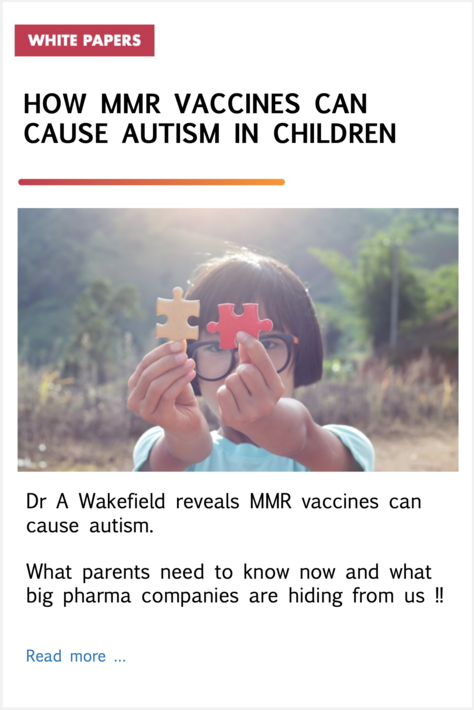 WHITE PAPERS
HOW MMR VACCINES CAN
CAUSE AUTISM IN CHILDREN
Dr A Wakefield reveals MMR vaccines can
cause autism.
What parents need to know now and what
big pharma companies are hiding from us !!
Read more ...